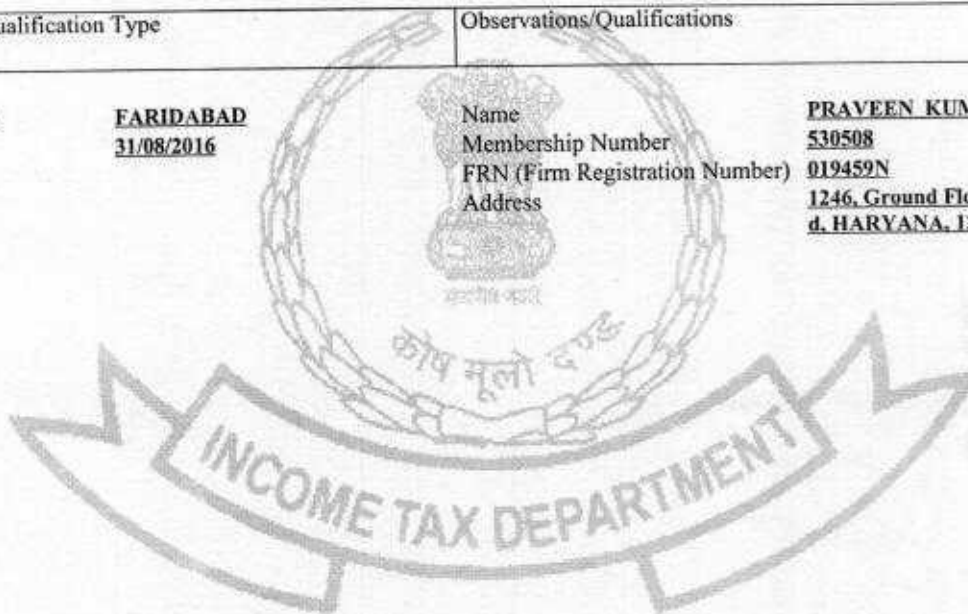 ualification Type Observations/Qualifications
FARIDABAD
31/08/2016
Name PRAVEEN KUM
Membership Number 530508
FRN (Firm Registration Number) 019459N
Address 1246, Ground Flo
d, HARYANA, 1
कोष मूलो दण्ड
INCOME TAX DEPARTMENT